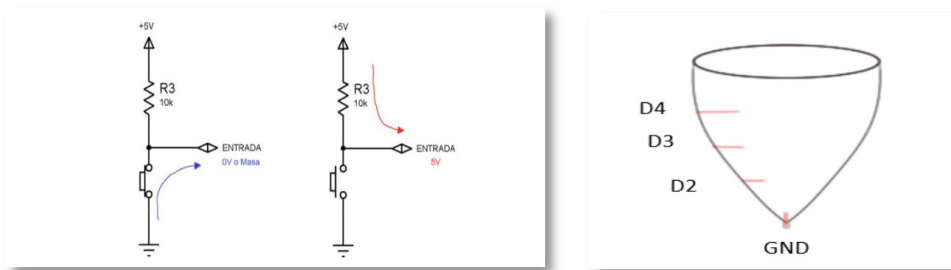 +5V
R3
10k
ENTRADA
0V o Masa
+5V
R3
10k
ENTRADA
5V
D4
D3
D2
GND